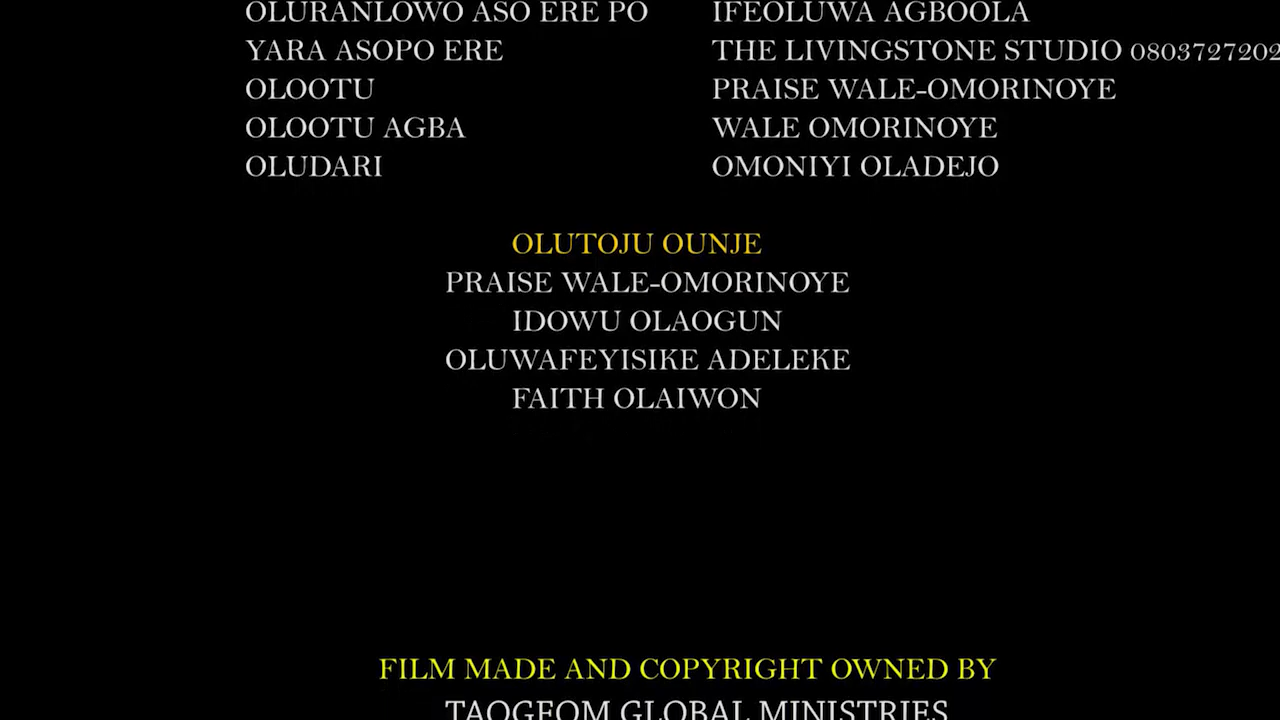 OLURANLOWO ASO ERE PO IFEOLUWA AGBOOLA
YARA ASOPO ERE THE LIVINGSTONE STUDIO 0803727202
OLOOTU PRAISE WALE-OMORINOYE
OLOOTU AGBA WALE OMORINOYE
OLUDARI OMONIYI OLADEJO
OLUTOJU OUNJE
PRAISE WALE-OMORINOYE
IDOWU OLAOGUN
OLUWAFEYISIKE ADELEKE
FAITH OLAIWON
FILM MADE AND COPYRIGHT OWNED BY
TAOGFOM GLOBAL MINISTRIES